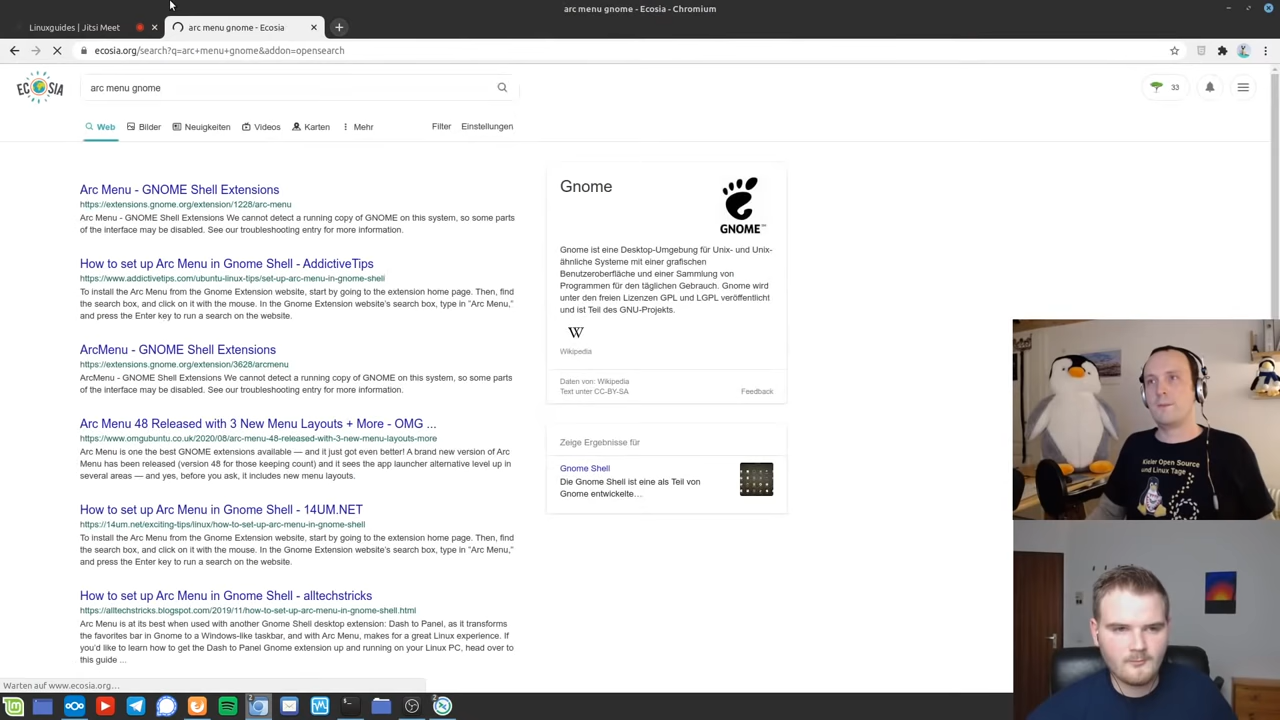 arc menu gnome - Ecosia - Chromium
Linuxguides | Jitsi Meet
arc menu gnome - Ecosia
ecosia.org/search?q=arc+menu+gnome&addon=opensearch
ECOSIA
arc menu gnome
33
Web
Bilder
Neuigkeiten
Videos
Karten
Mehr
Filter
Einstellungen
Arc Menu - GNOME Shell Extensions
https://extensions.gnome.org/extension/1228/arc-menu
Arc Menu - GNOME Shell Extensions We cannot detect a running copy of GNOME on this system, so some parts
of the interface may be disabled. See our troubleshooting entry for more information.
How to set up Arc Menu in Gnome Shell - AddictiveTips
https://www.addictivetips.com/ubuntu-linux-tips/set-up-arc-menu-in-gnome-shell
To install the Arc Menu from the Gnome Extension website, start by going to the extension home page. Then, find
the search box, and click on it with the mouse. In the Gnome Extension website's search box, type in "Arc Menu,"
and press the Enter key to run a search on the website.
ArcMenu - GNOME Shell Extensions
https://extensions.gnome.org/extension/3628/arcmenu
ArcMenu - GNOME Shell Extensions We cannot detect a running copy of GNOME on this system, so some parts
of the interface may be disabled. See our troubleshooting entry for more information.
Arc Menu 48 Released with 3 New Menu Layouts + More - OMG ...
https://www.omgubuntu.co.uk/2020/08/arc-menu-48-released-with-3-new-menu-layouts-more
Arc Menu is one the best GNOME extensions available — and it just got even better! A brand new version of Arc
Menu has been released (version 48 for those keeping count) and it sees the app launcher alternative level up in
several areas — and yes, before you ask, it includes new menu layouts.
How to set up Arc Menu in Gnome Shell - 14UM.NET
https://14um.net/exciting-tips/linux/how-to-set-up-arc-menu-in-gnome-shell
To install the Arc Menu from the Gnome Extension website, start by going to the extension home page. Then, find
the search box, and click on it with the mouse. In the Gnome Extension website's search box, type in "Arc Menu,"
and press the Enter key to run a search on the website.
How to set up Arc Menu in Gnome Shell - alltechstricks
https://alltechstricks.blogspot.com/2019/11/how-to-set-up-arc-menu-in-gnome-shell.html
Arc Menu is at its best when used with another Gnome Shell desktop extension: Dash to Panel, as it transforms
the favorites bar in Gnome to a Windows-like taskbar, and with Arc Menu, makes for a great Linux experience. If
you'd like to learn how to get the Dash to Panel Gnome extension up and running on your Linux PC, head over to
this guide ...
Gnome
GNOME™
Gnome ist eine Desktop-Umgebung für Unix- und Unix-
ähnliche Systeme mit einer grafischen
Benutzeroberfläche und einer Sammlung von
Programmen für den täglichen Gebrauch. Gnome wird
unter den freien Lizenzen GPL und LGPL veröffentlicht
und ist Teil des GNU-Projekts.
W
Wikipedia
Daten von: Wikipedia
Text unter CC-BY-SA
Feedback
Zeige Ergebnisse für
Gnome Shell
Die Gnome Shell ist eine als Teil von
Gnome entwickelte…
Kieler Open Source
und Linux Tage
Warten auf www.ecosia.org…
2
2